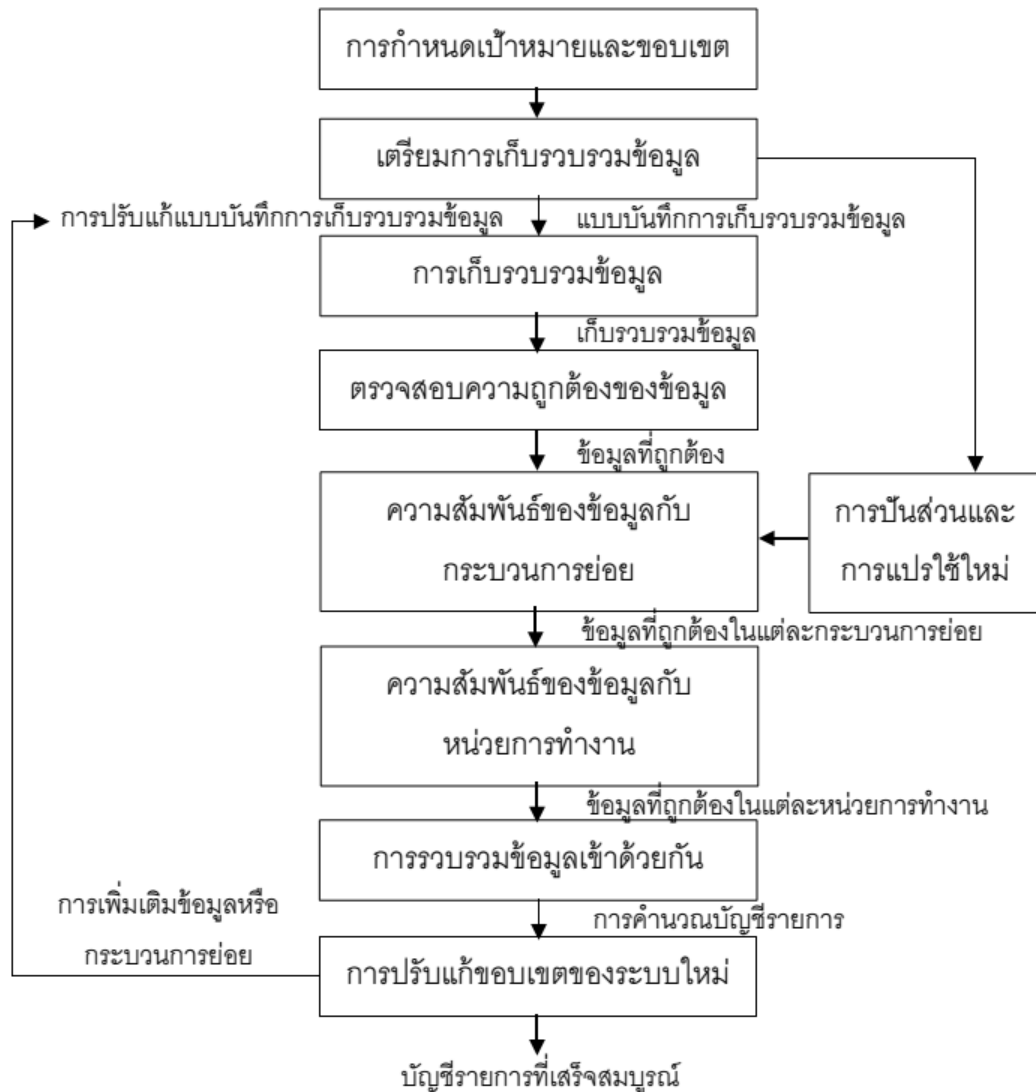 การกำหนดเป้าหมายและขอบเขต
เตรียมการเก็บรวบรวมข้อมูล
การปรับแก้แบบบันทึกการเก็บรวบรวมข้อมูล
แบบบันทึกการเก็บรวบรวมข้อมูล
การเก็บรวบรวมข้อมูล
เก็บรวบรวมข้อมูล
ตรวจสอบความถูกต้องของข้อมูล
ข้อมูลที่ถูกต้อง
ความสัมพันธ์ของข้อมูลกับ
กระบวนการย่อย
การปันส่วนและ
การแปรใช้ใหม่
ข้อมูลที่ถูกต้องในแต่ละกระบวนการย่อย
ความสัมพันธ์ของข้อมูลกับ
หน่วยการทำงาน
ข้อมูลที่ถูกต้องในแต่ละหน่วยการทำงาน
การรวบรวมข้อมูลเข้าด้วยกัน
การคำนวณบัญชีรายการ
การเพิ่มเติมข้อมูลหรือ
กระบวนการย่อย
การปรับแก้ขอบเขตของระบบใหม่
บัญชีรายการที่เสร็จสมบูรณ์